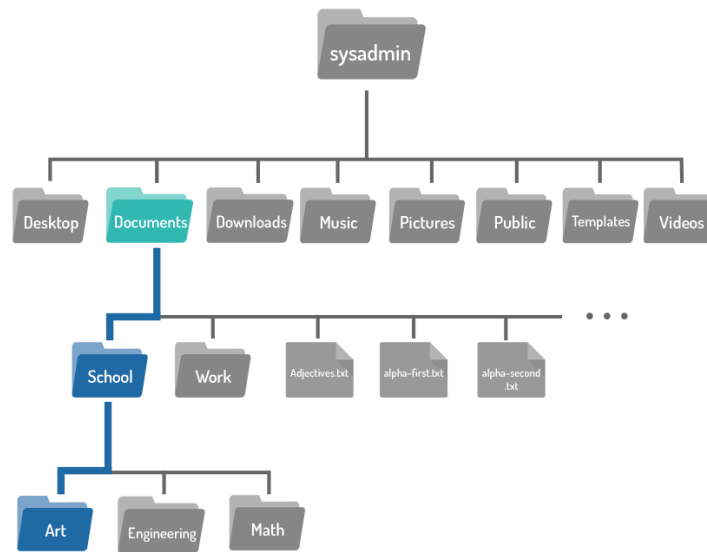 sysadmin
Desktop
Documents
Downloads
Music
Pictures
Public
Templates
Videos
School
Work
Adjectives.txt
alpha-first.txt
alpha-second
.txt
Art
Engineering
Math